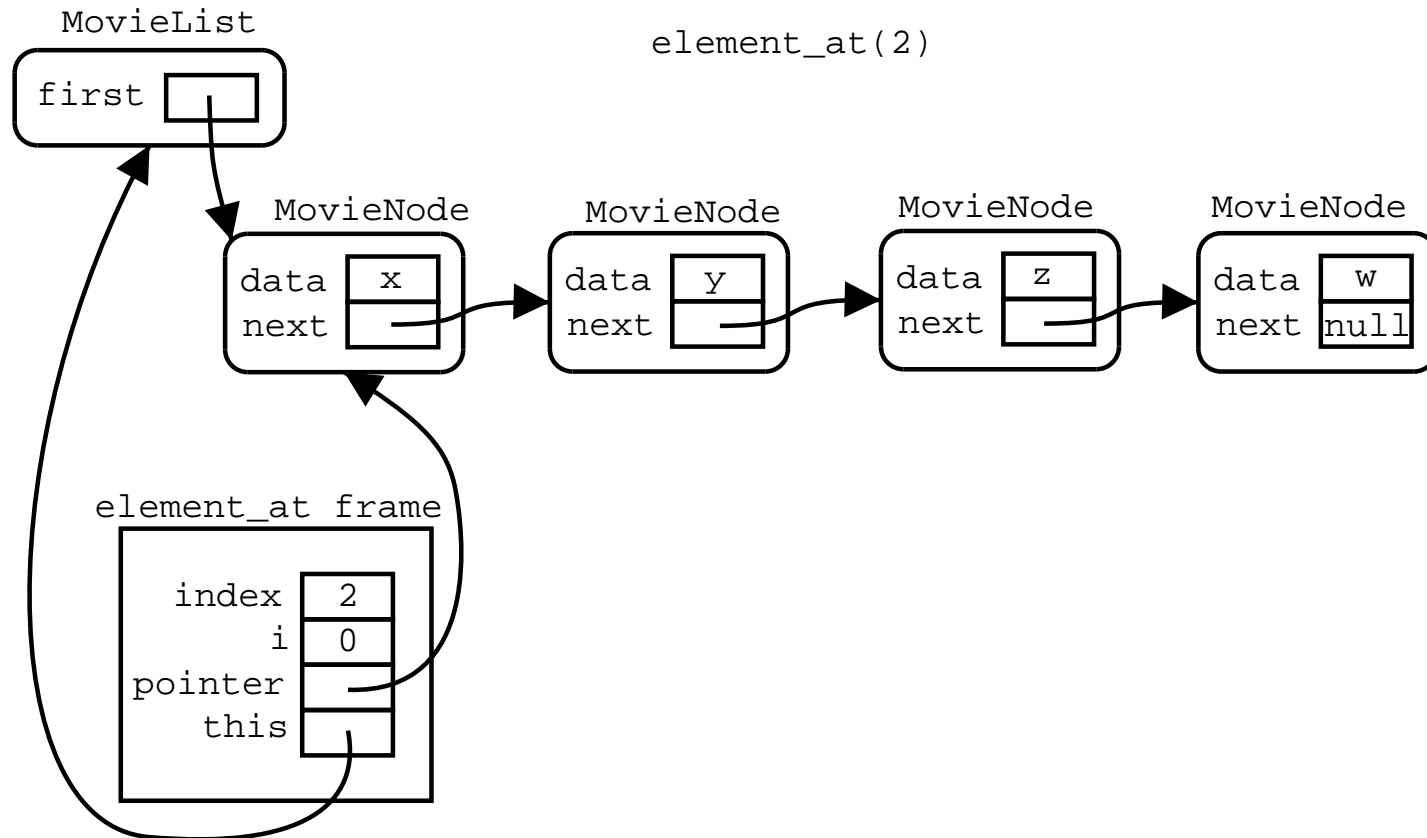 MovieList
element_at(2)
first
MovieNode
MovieNode
MovieNode
MovieNode
data x
next
data y
next
data z
next
data w
next null
element_at frame
index 2
i 0
pointer
this